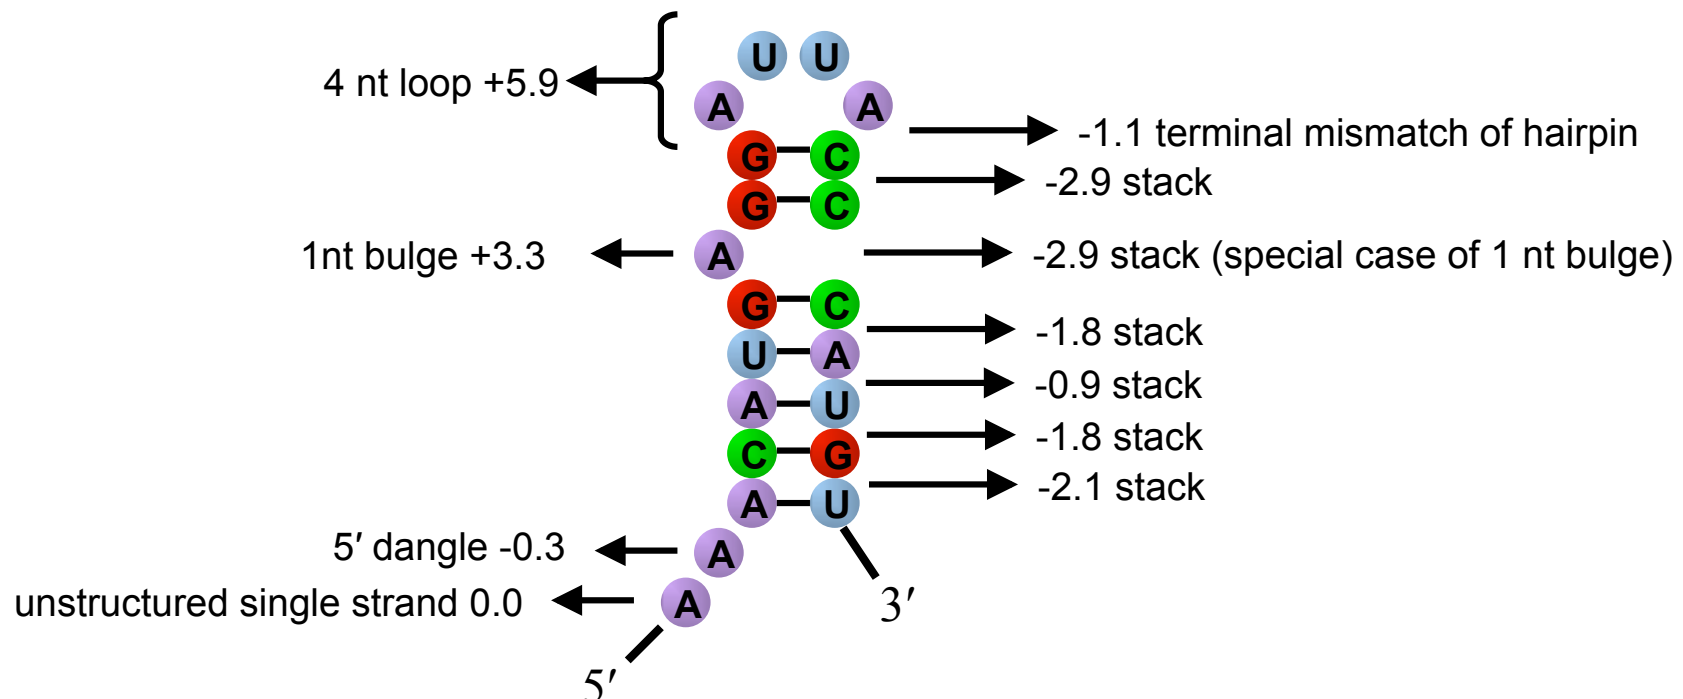 U U
4 nt loop +5.9
A A
-1.1 terminal mismatch of hairpin
G C
-2.9 stack
G C
1nt bulge +3.3
A
-2.9 stack (special case of 1 nt bulge)
G C
-1.8 stack
U A
-0.9 stack
A U
-1.8 stack
C G
-2.1 stack
A U
5′ dangle -0.3
A
unstructured single strand 0.0
A
3′
5′